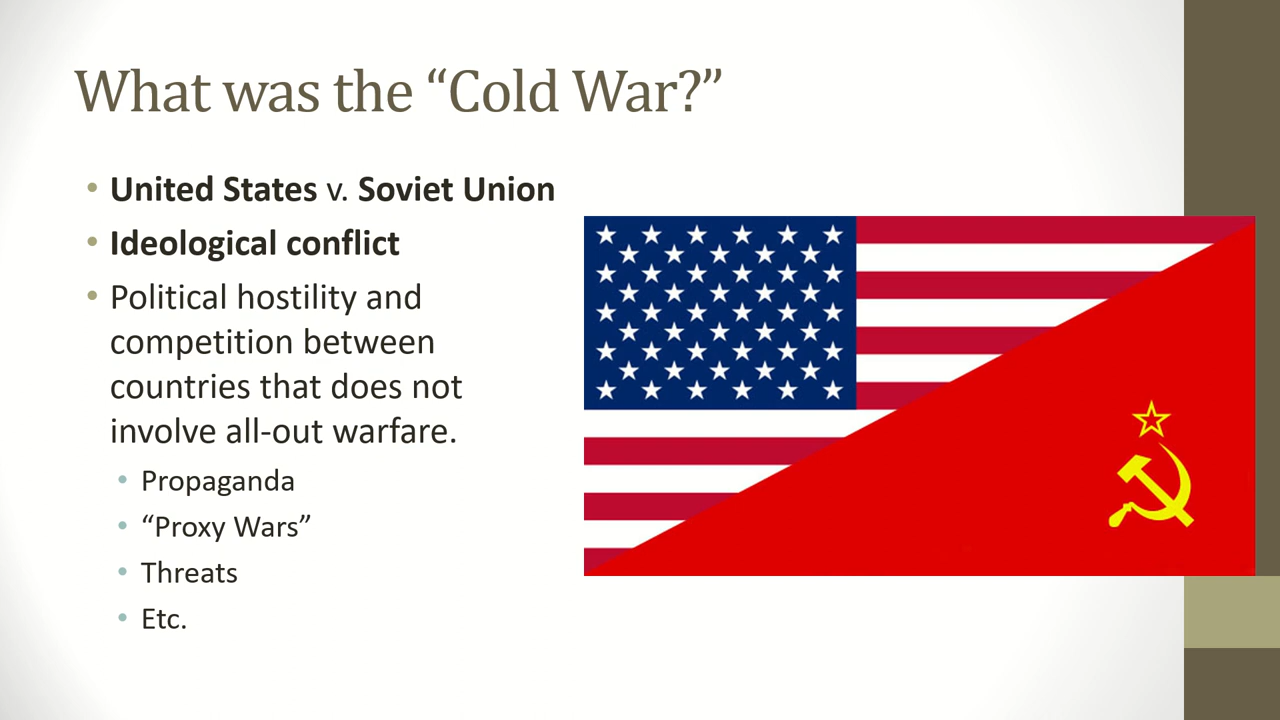 What was the “Cold War?”
• United States v. Soviet Union
• Ideological conflict
• Political hostility and
competition between
countries that does not
involve all-out warfare.
• Propaganda
• “Proxy Wars”
• Threats
• Etc.